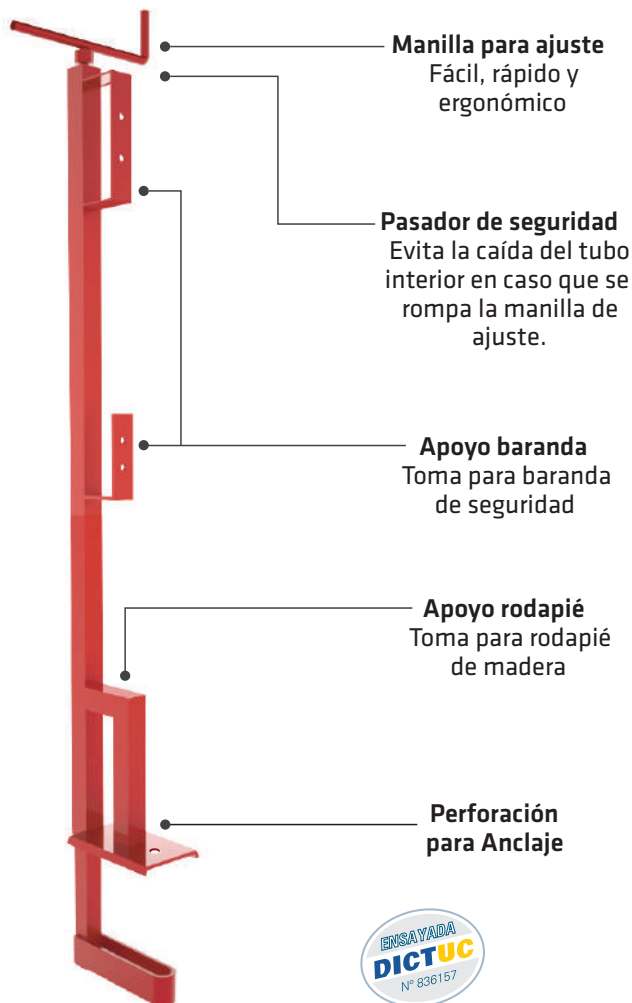 Manilla para ajuste
Fácil, rápido y
ergonómico
Pasador de seguridad
Evita la caída del tubo
interior en caso que se
rompa la manilla de
ajuste.
Apoyo baranda
Toma para baranda
de seguridad
Apoyo rodapié
Toma para rodapié
de madera
Perforación
para Anclaje
ENSAYADA
DICTUC
N° 836157